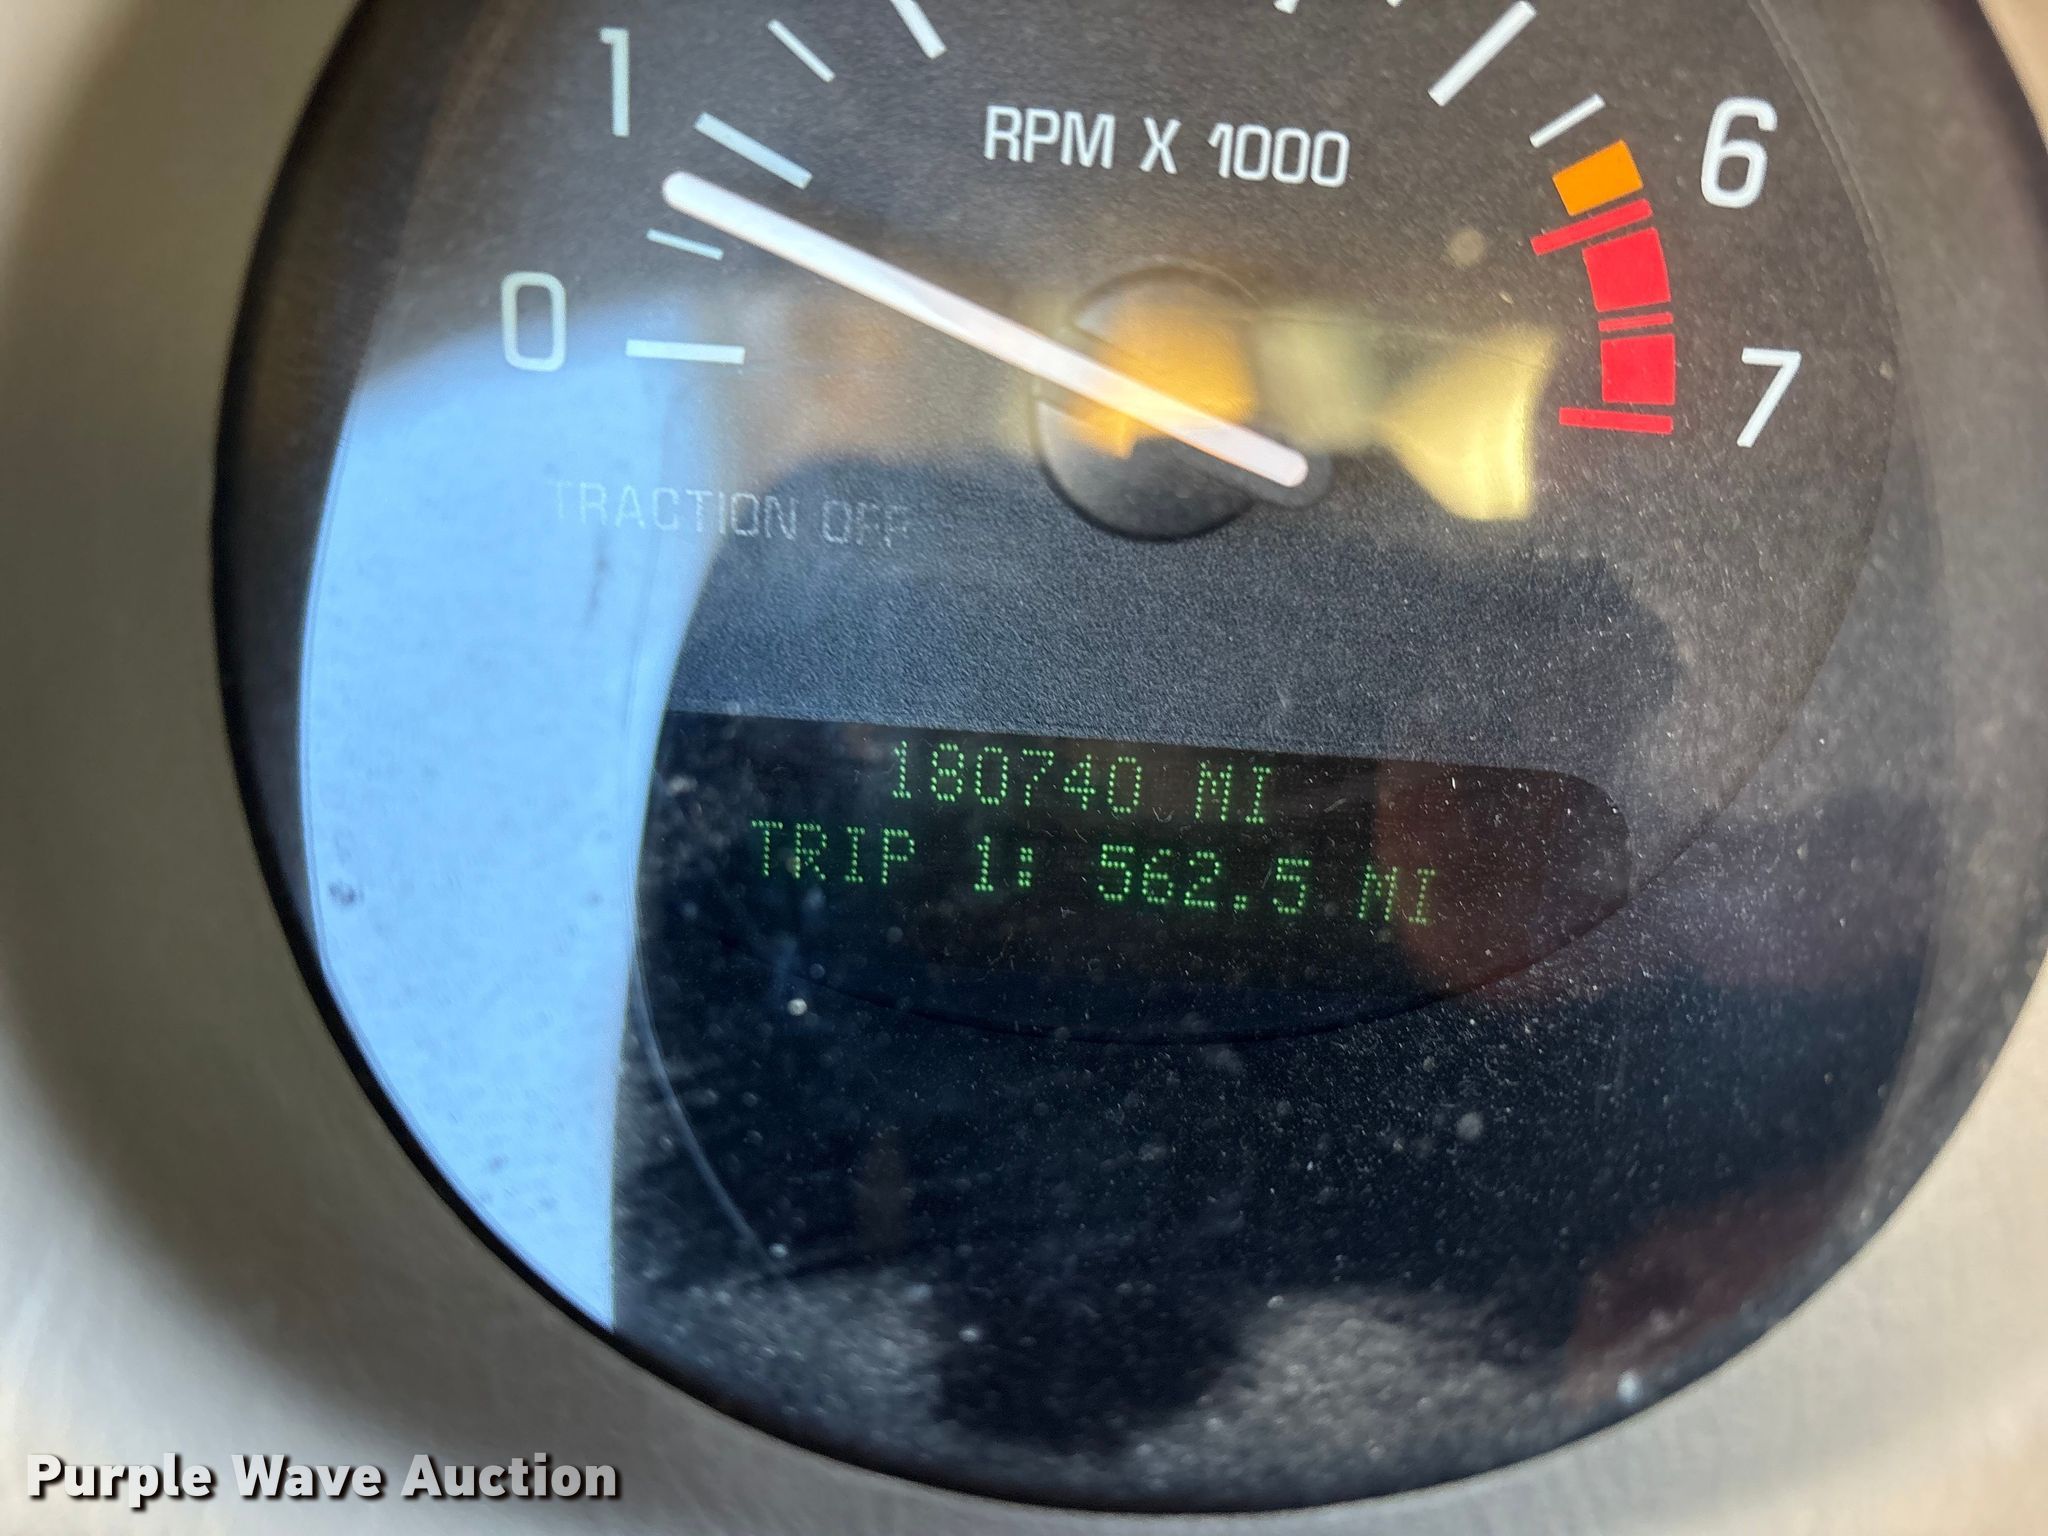 1
RPM X 1000
6
0
7
TRACTION OFF
180740 MI
TRIP 1: 562.5 MI
Purple Wave Auction